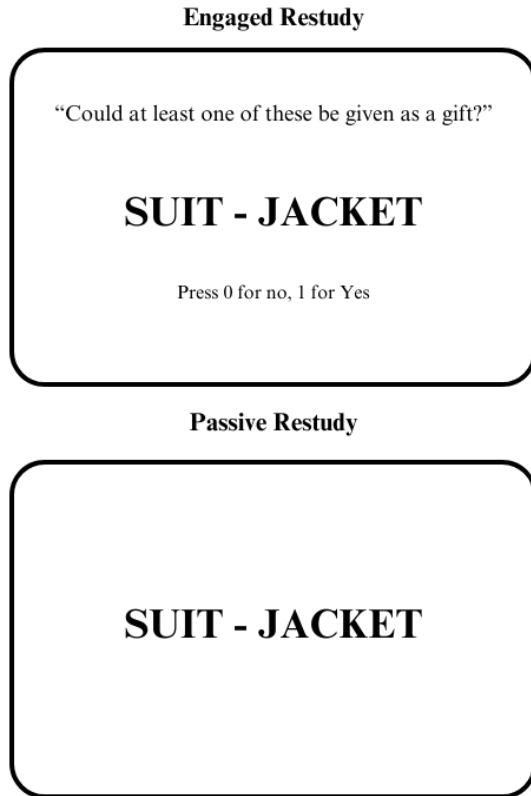 Engaged Restudy
“Could at least one of these be given as a gift?”
SUIT - JACKET
Press 0 for no, 1 for Yes
Passive Restudy
SUIT - JACKET